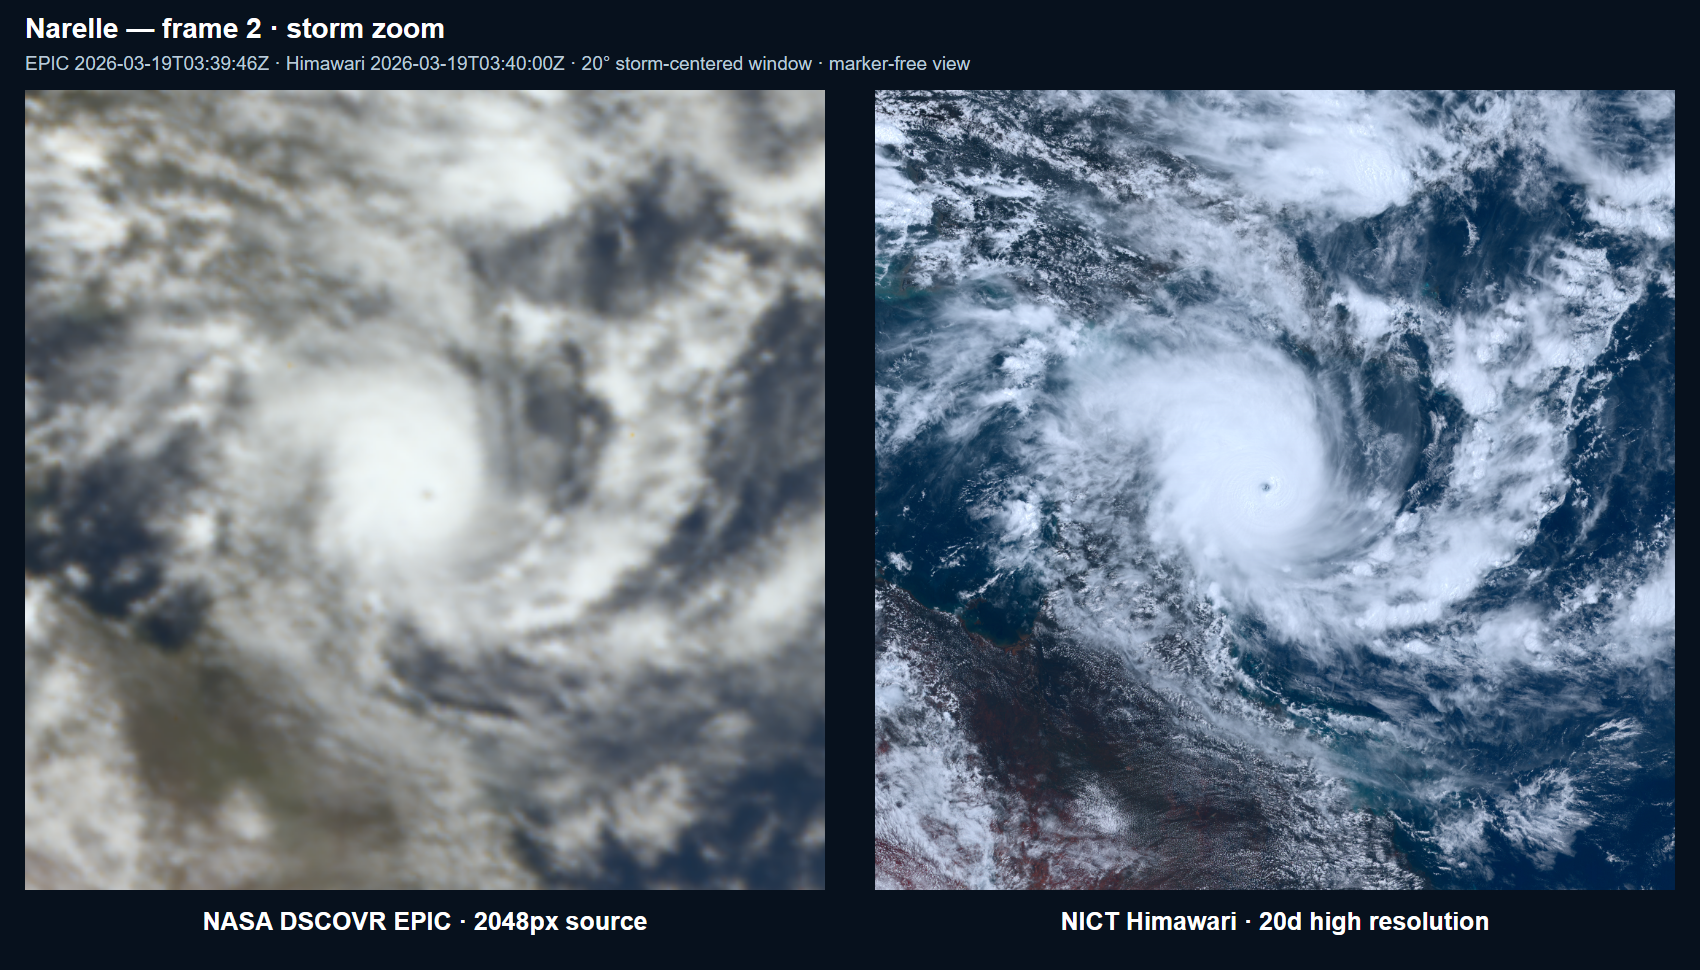 Narelle — frame 2 · storm zoom
EPIC 2026-03-19T03:39:46Z · Himawari 2026-03-19T03:40:00Z · 20° storm-centered window · marker-free view
NASA DSCOVR EPIC · 2048px source
NICT Himawari · 20d high resolution